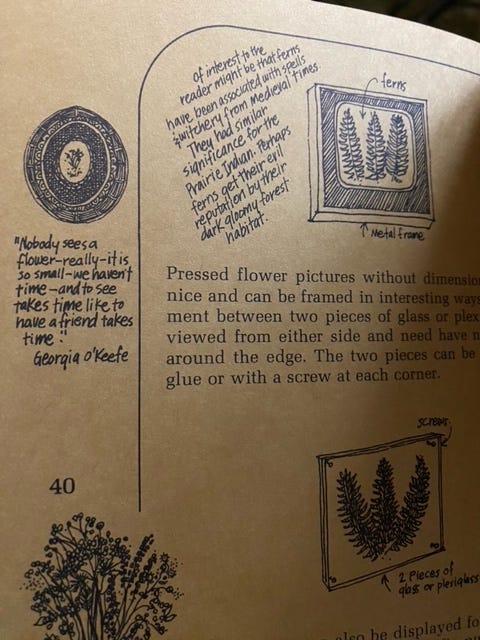 Of interest to the
reader might be that ferns
have been associated with spells
& witchery from Medieval times.
They had similar
significance for the
Prairie Indian. Perhaps
ferns get their evil
reputation by their
dark gloomy forest
habitat.
ferns
Metal frame
"Nobody sees a
flower-really-it is
so small-we haven't
time-and to see
takes time like to
have a friend takes
time."
Georgia O'Keefe
Pressed flower pictures without dimension
nice and can be framed in interesting ways
ment between two pieces of glass or plex
viewed from either side and need have n
around the edge. The two pieces can be
glue or with a screw at each corner.
screws
2 Pieces of
glass or plexiglass
40
also be displayed fo